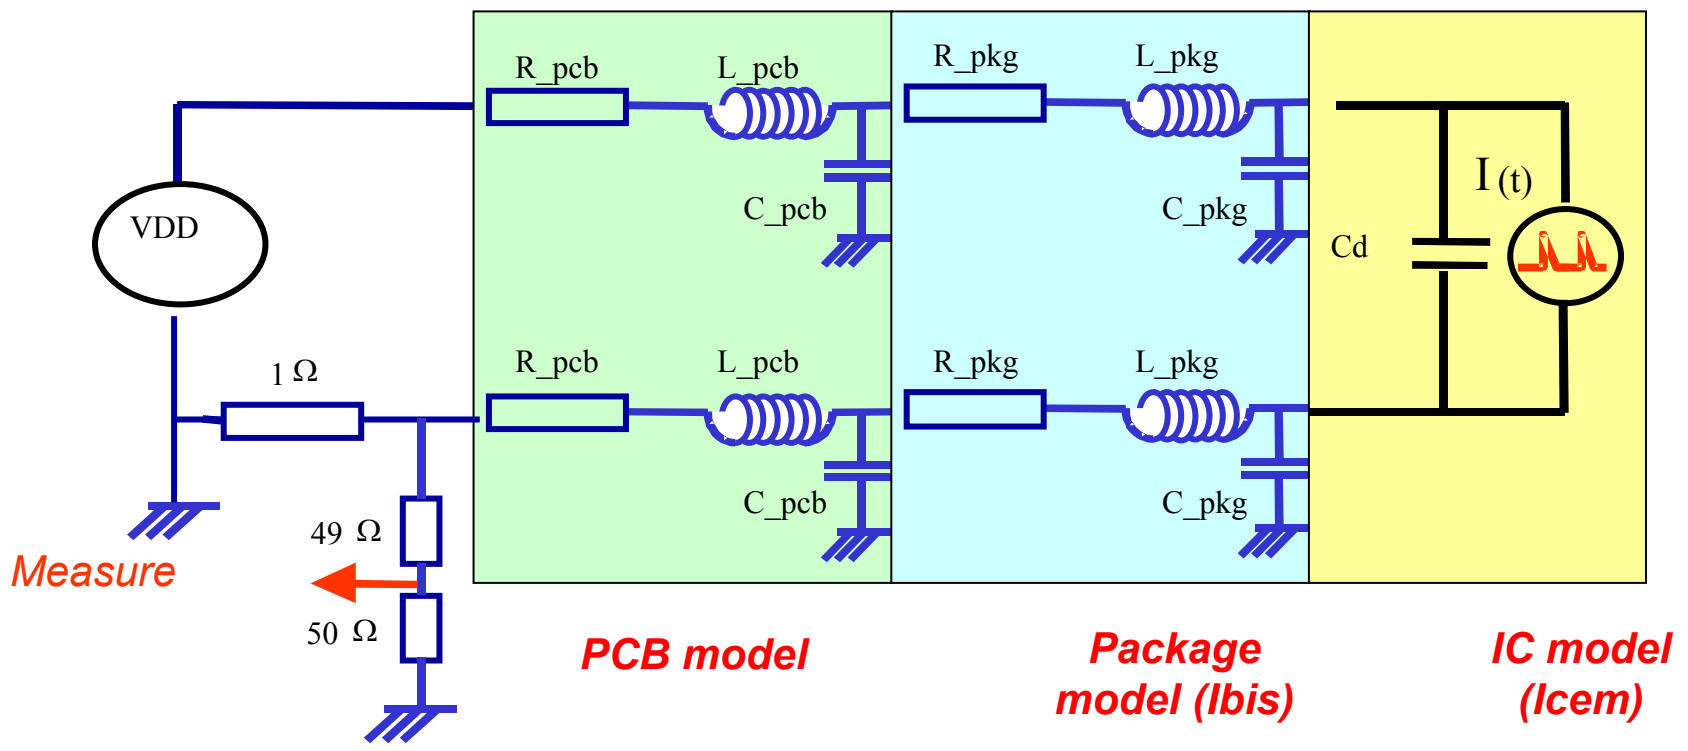 R_pcb
L_pcb
R_pkg
L_pkg
VDD
C_pcb
C_pkg
I (t)
Cd
1 Ω
R_pcb
L_pcb
R_pkg
L_pkg
C_pcb
C_pkg
49 Ω
Measure
50 Ω
PCB model
Package
model (Ibis)
IC model
(Icem)